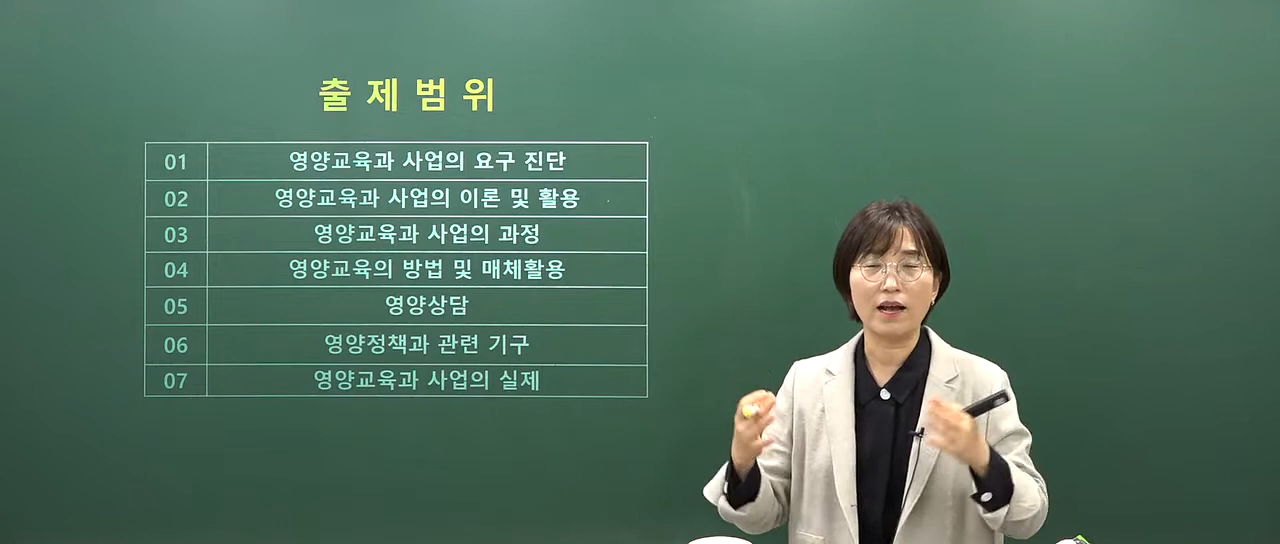 출제범위
01 영양교육과 사업의 요구 진단
02 영양교육과 사업의 이론 및 활용
03 영양교육과 사업의 과정
04 영양교육의 방법 및 매체활용
05 영양상담
06 영양정책과 관련 기구
07 영양교육과 사업의 실제